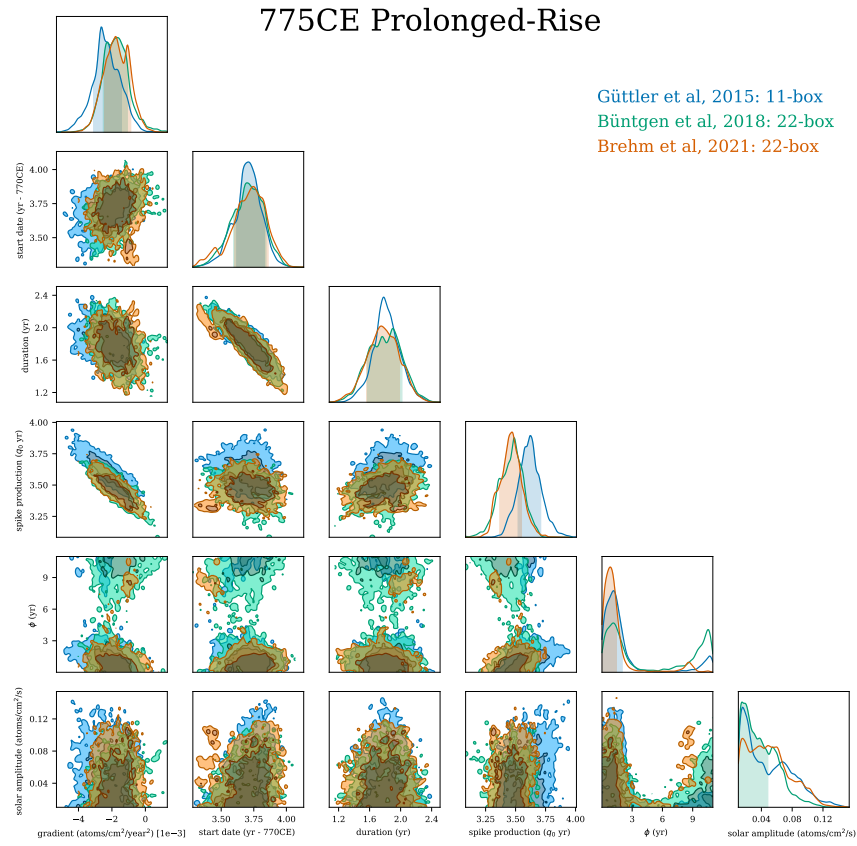 775CE Prolonged-Rise
Güttler et al, 2015: 11-box
Büntgen et al, 2018: 22-box
Brehm et al, 2021: 22-box
start date (yr - 770CE)
4.00
3.75
3.50
duration (yr)
2.4
2.0
1.6
1.2
spike production (q₀ yr)
4.00
3.75
3.50
3.25
ϕ (yr)
9
6
3
solar amplitude (atoms/cm²/s)
0.12
0.08
0.04
−4 −2 0
3.50 3.75 4.00
1.2 1.6 2.0 2.4
3.25 3.50 3.75 4.00
3 6 9
0.04 0.08 0.12
gradient (atoms/cm²/year²) [1e−3]
start date (yr - 770CE)
duration (yr)
spike production (q₀ yr)
ϕ (yr)
solar amplitude (atoms/cm²/s)